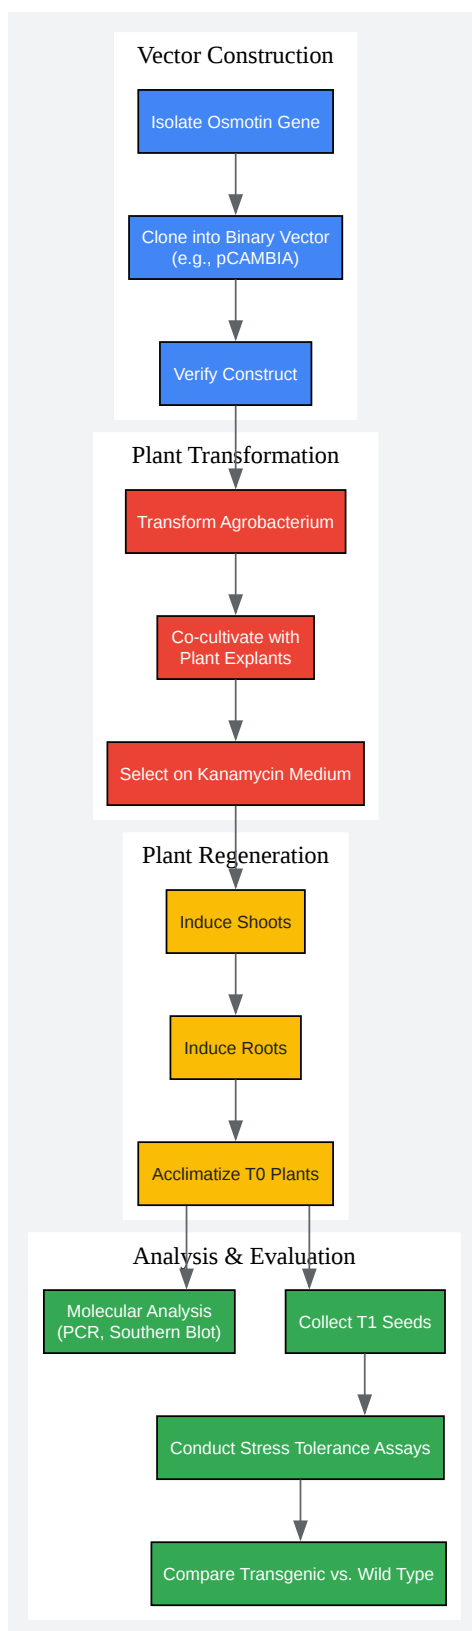 Vector Construction
Isolate Osmotin Gene
Clone into Binary Vector
(e.g., pCAMBIA)
Verify Construct
Plant Transformation
Transform Agrobacterium
Co-cultivate with
Plant Explants
Select on Kanamycin Medium
Plant Regeneration
Induce Shoots
Induce Roots
Acclimatize T0 Plants
Analysis & Evaluation
Molecular Analysis
(PCR, Southern Blot)
Collect T1 Seeds
Conduct Stress Tolerance Assays
Compare Transgenic vs. Wild Type